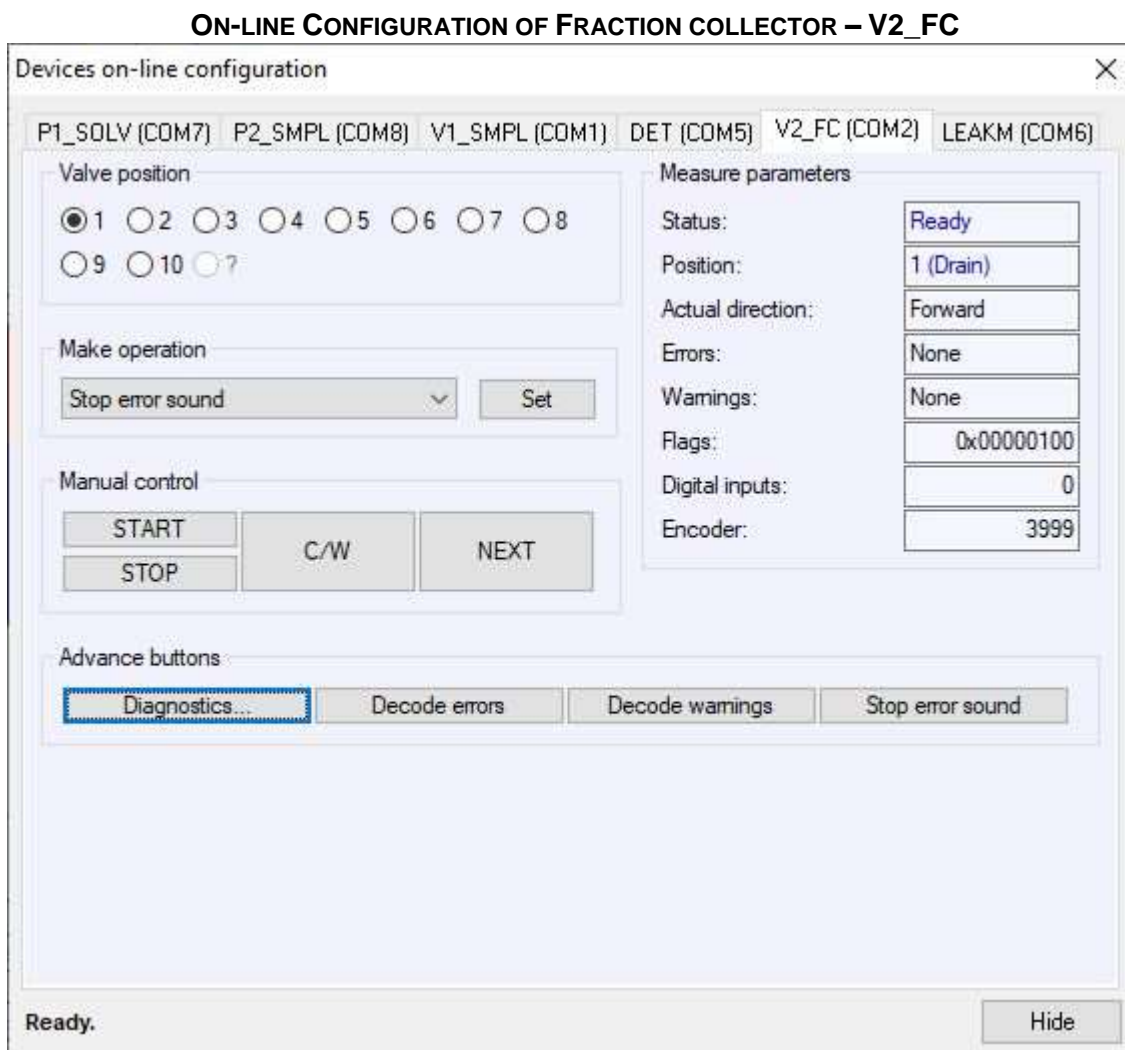 ON-LINE CONFIGURATION OF FRACTION COLLECTOR – V2_FC
Devices on-line configuration
P1_SOLV (COM7) P2_SMPL (COM8) V1_SMPL (COM1) DET (COM5) V2_FC (COM2) LEAKM (COM6)
Valve position
1 2 3 4 5 6 7 8
9 10 ?
Make operation
Stop error sound Set
Manual control
START
STOP
C/W
NEXT
Measure parameters
Status: Ready
Position: 1 (Drain)
Actual direction: Forward
Errors: None
Warnings: None
Flags: 0x00000100
Digital inputs: 0
Encoder: 3999
Advance buttons
Diagnostics... Decode errors Decode warnings Stop error sound
Ready. Hide